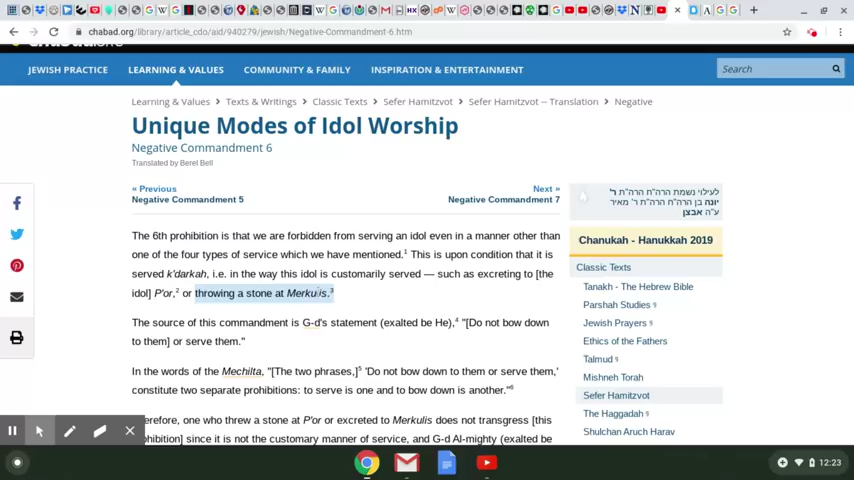 chabad.org/library/article_cdo/aid/940279/jewish/Negative-Commandment-6.htm
JEWISH PRACTICE
LEARNING & VALUES
COMMUNITY & FAMILY
INSPIRATION & ENTERTAINMENT
Search
Learning & Values > Texts & Writings > Classic Texts > Sefer Hamitzvot > Sefer Hamitzvot -- Translation > Negative
Unique Modes of Idol Worship
Negative Commandment 6
Translated by Berel Bell
« Previous
Negative Commandment 5
Next »
Negative Commandment 7
The 6th prohibition is that we are forbidden from serving an idol even in a manner other than
one of the four types of service which we have mentioned.1 This is upon condition that it is
served k'darkah, i.e. in the way this idol is customarily served — such as excreting to [the
idol] P'or,2 or throwing a stone at Merkulis.3
The source of this commandment is G-d's statement (exalted be He),4 "[Do not bow down
to them] or serve them."
In the words of the Mechilta, "[The two phrases,]5 'Do not bow down to them or serve them,'
constitute two separate prohibitions: to serve is one and to bow down is another."6
Therefore, one who threw a stone at P'or or excreted to Merkulis does not transgress [this
prohibition] since it is not the customary manner of service, and G-d Al-mighty (exalted be
לעילוי נשמת הרה"ח הרה"ת ר'
יונה בן הרה"ח הרה"ת ר' מאיר
ע"ה אבצן
Chanukah - Hanukkah 2019
Classic Texts
Tanakh - The Hebrew Bible
Parshah Studies
Jewish Prayers
Ethics of the Fathers
Talmud
Mishneh Torah
Sefer Hamitzvot
The Haggadah
Shulchan Aruch Harav
12:23